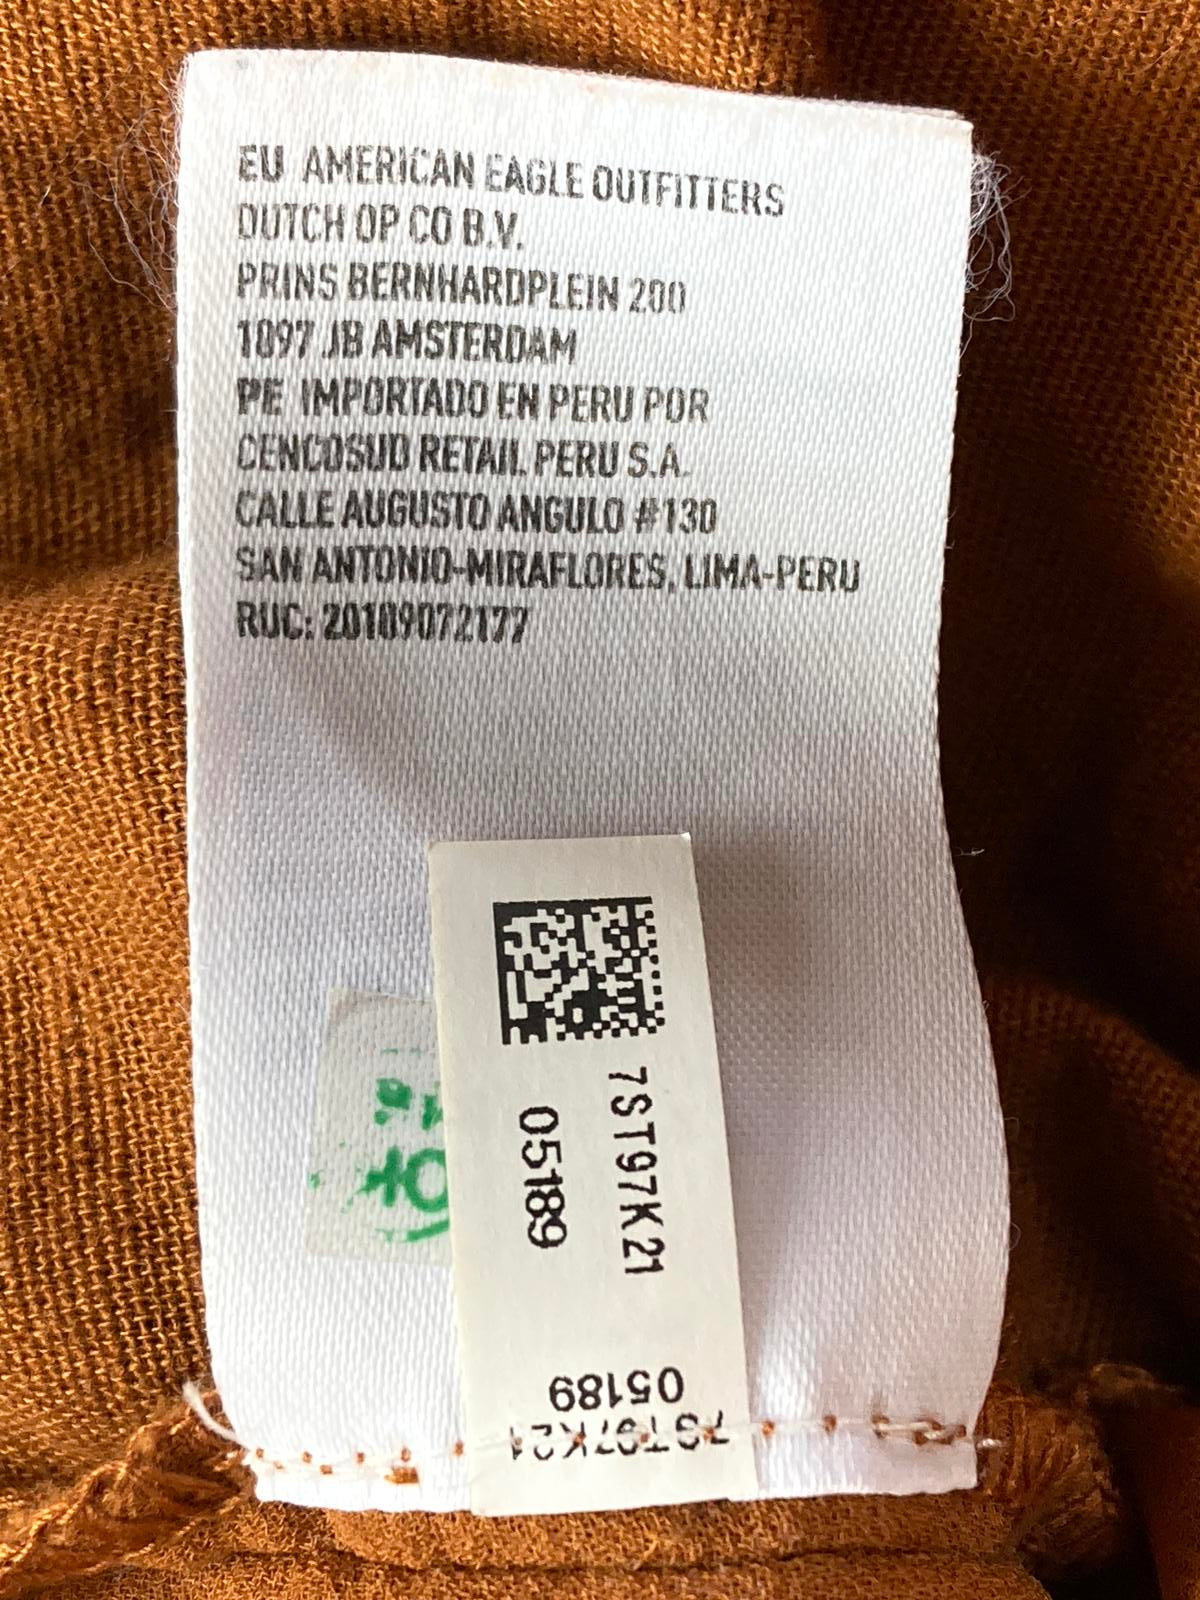 EU AMERICAN EAGLE OUTFITTERS
DUTCH OP CO B.V.
PRINS BERNHARDPLEIN 200
1097 JB AMSTERDAM
PE IMPORTADO EN PERU POR
CENCOSUD RETAIL PERU S.A.
CALLE AUGUSTO ANGULO #130
SAN ANTONIO-MIRAFLORES, LIMA-PERU
RUC: 20109072177
7ST97K21
05189
05189
7ST97K21